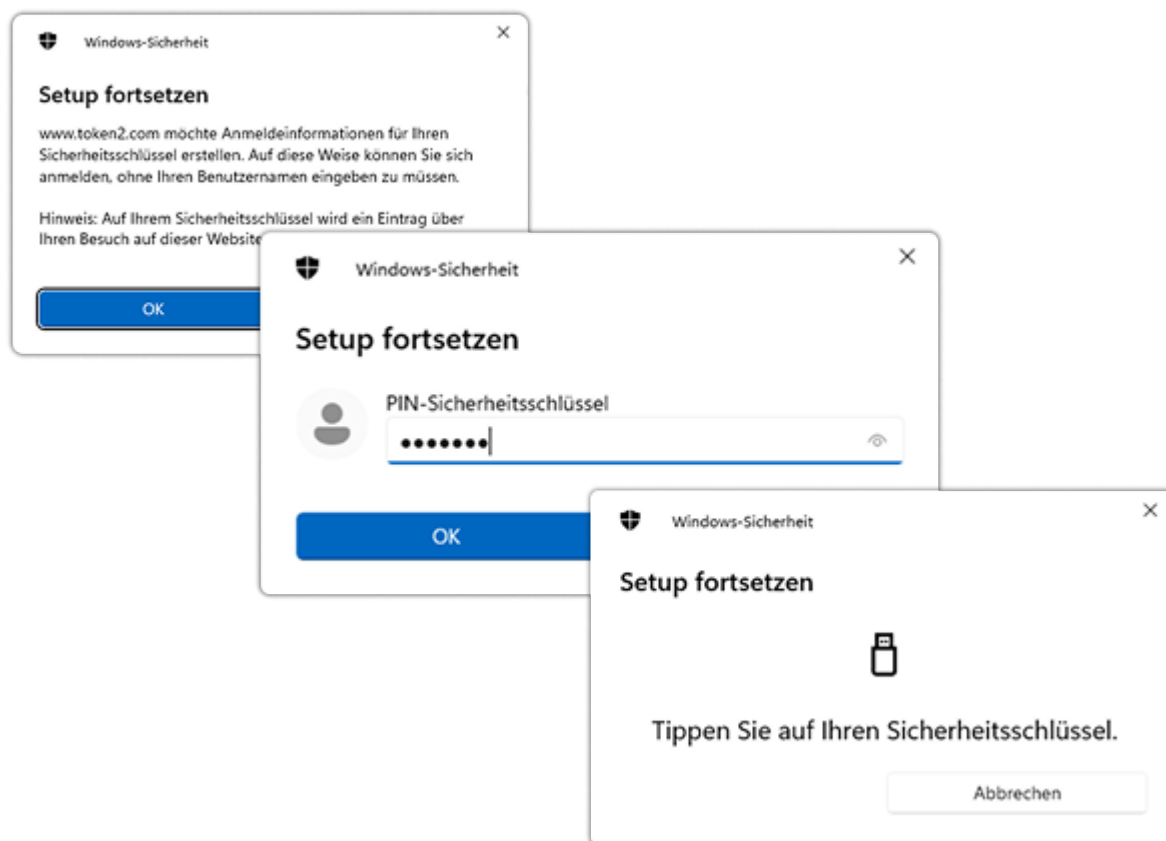 Windows-Sicherheit
Setup fortsetzen
www.token2.com möchte Anmeldeinformationen für Ihren
Sicherheitsschlüssel erstellen. Auf diese Weise können Sie sich
anmelden, ohne Ihren Benutzernamen eingeben zu müssen.
Hinweis: Auf Ihrem Sicherheitsschlüssel wird ein Eintrag über
Ihren Besuch auf dieser Website
OK
Windows-Sicherheit
Setup fortsetzen
PIN-Sicherheitsschlüssel
OK
Windows-Sicherheit
Setup fortsetzen
Tippen Sie auf Ihren Sicherheitsschlüssel.
Abbrechen